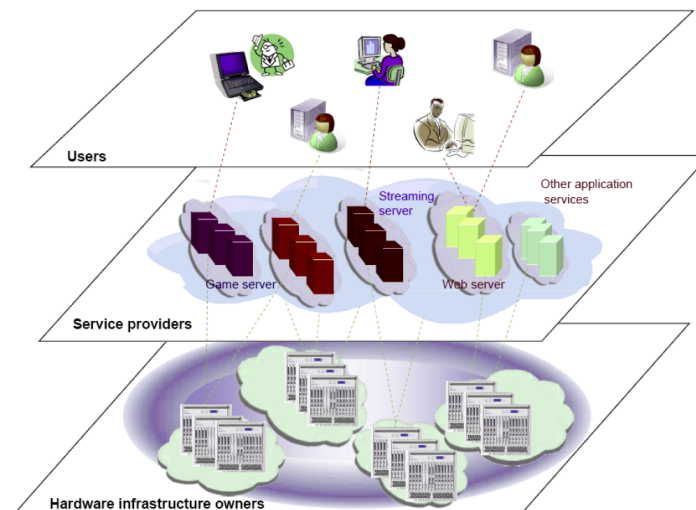 Users
Streaming
server
Other application
services
Game server
Web server
Service providers
Hardware infrastructure owners